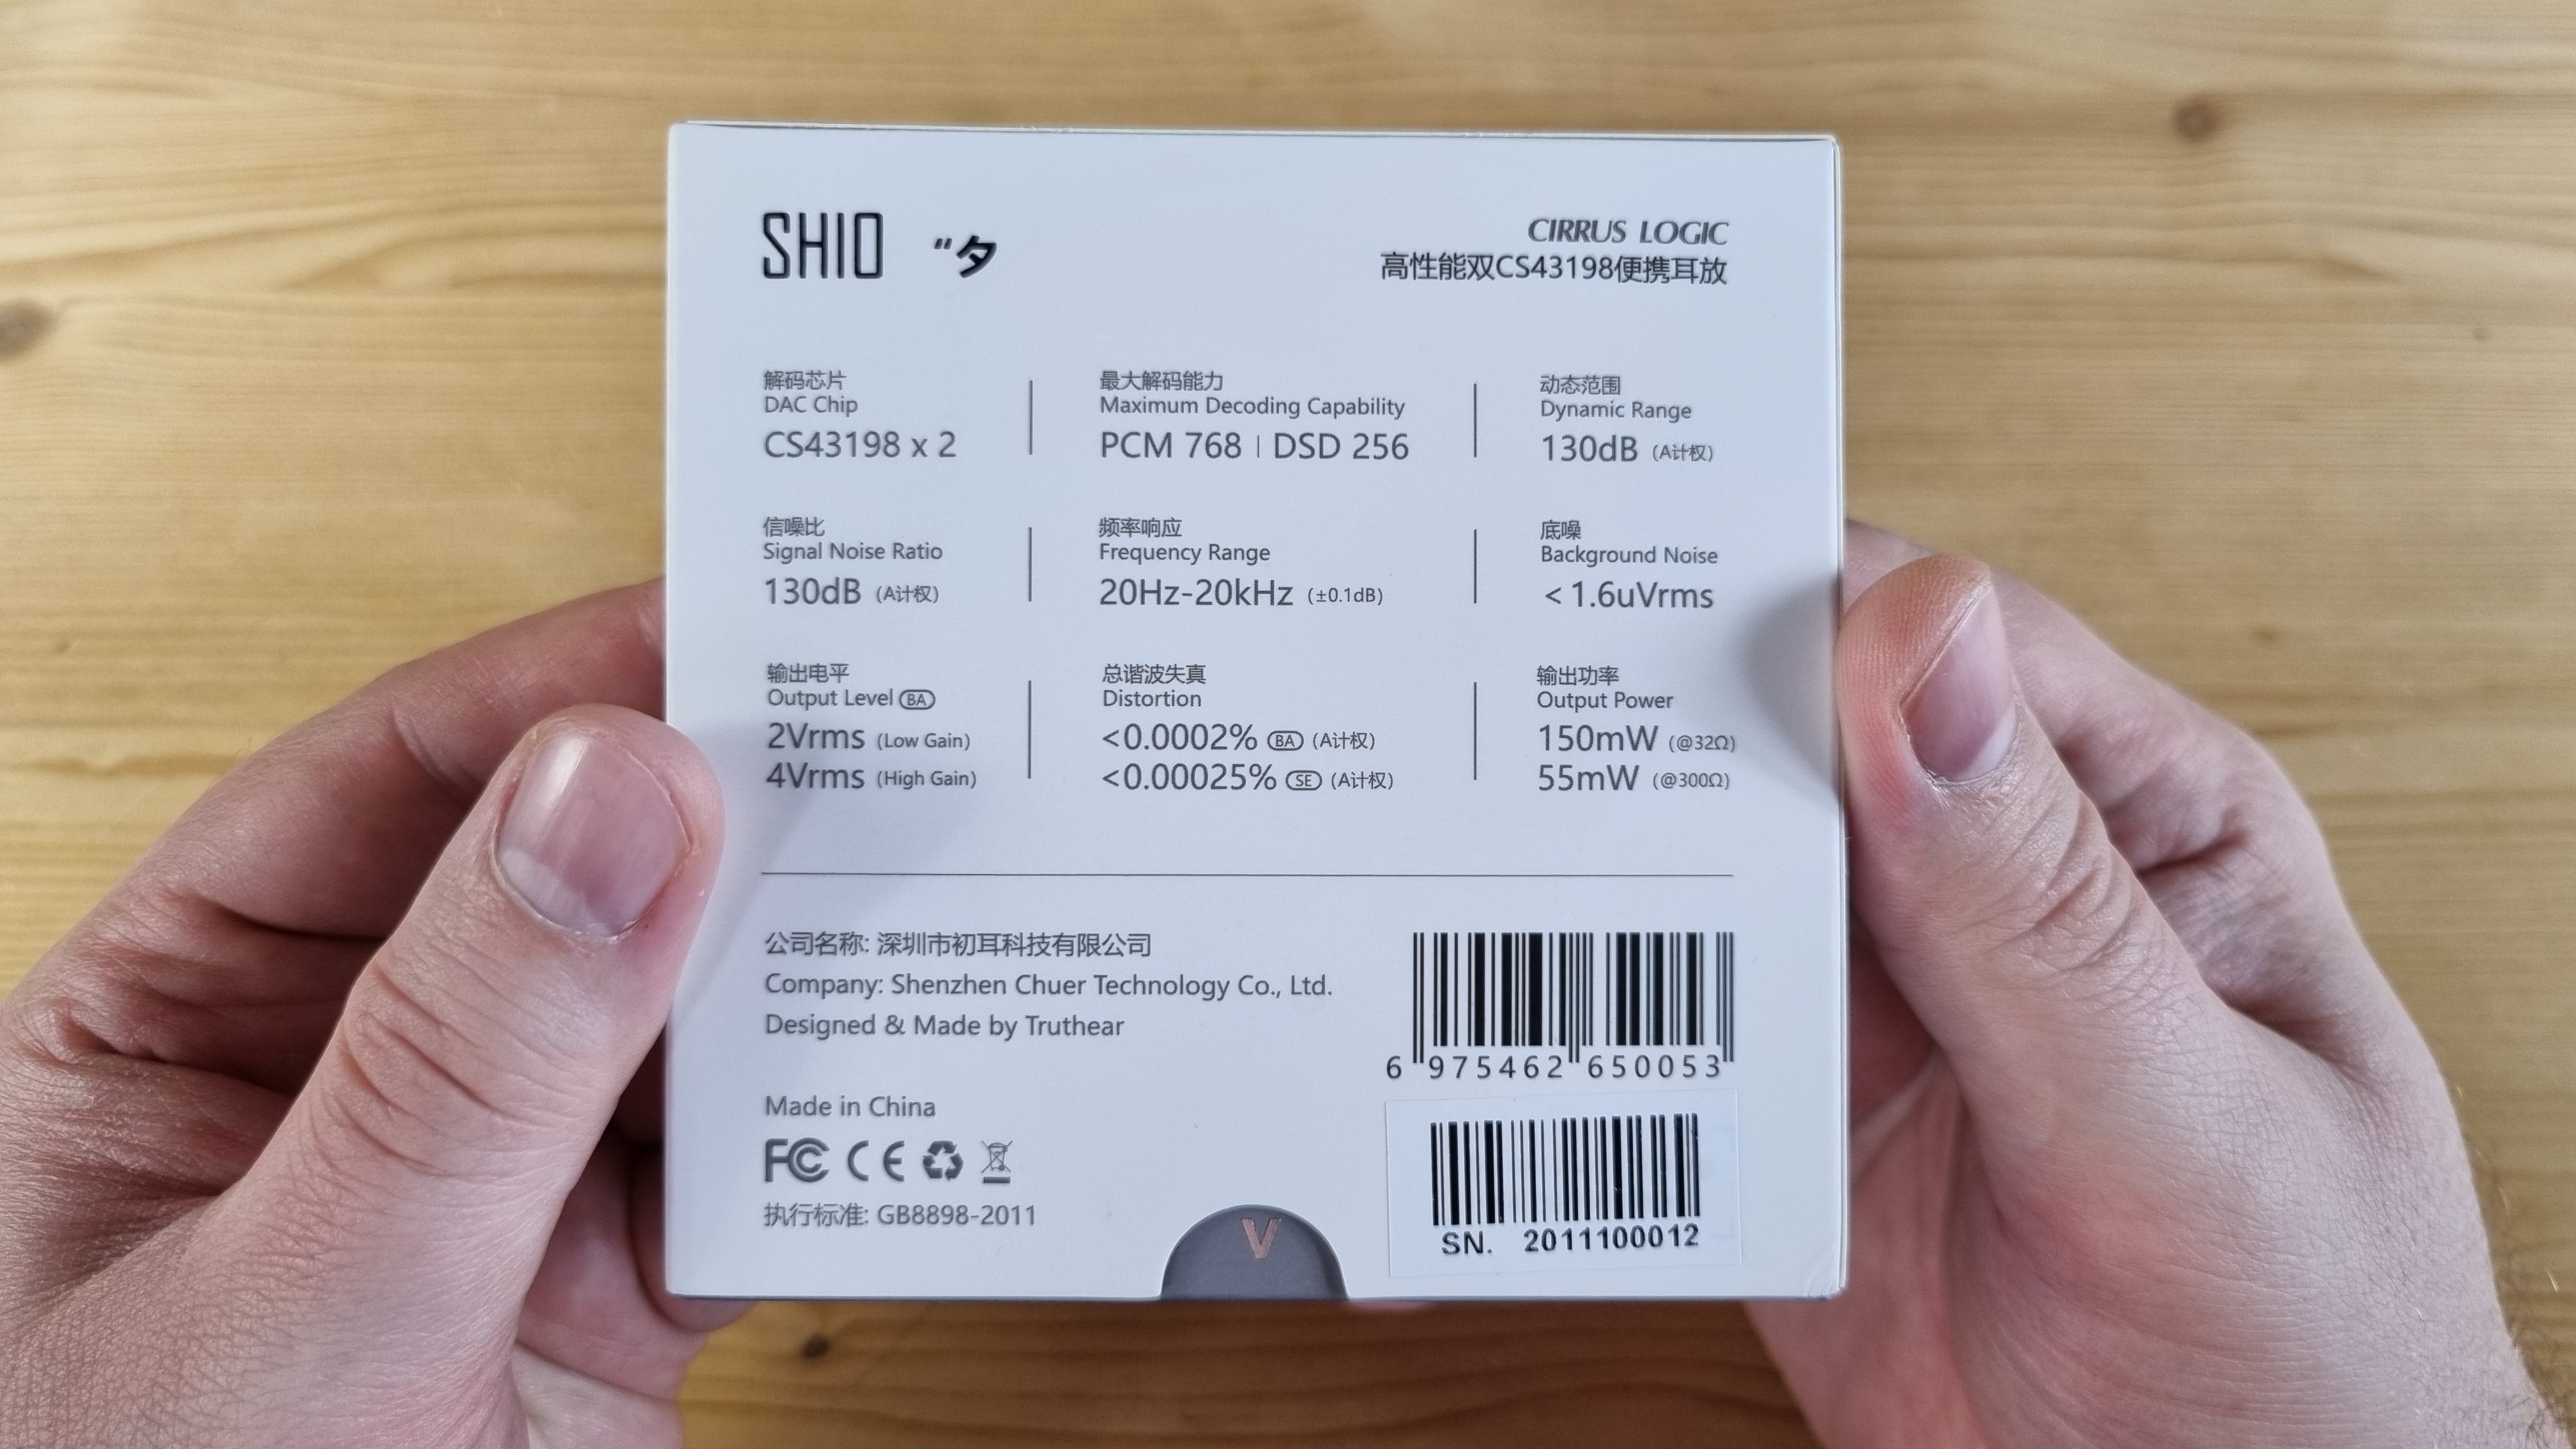 SHIO “夕
CIRRUS LOGIC
高性能双CS43198便携耳放
解码芯片
DAC Chip
CS43198 x 2
最大解码能力
Maximum Decoding Capability
PCM 768 | DSD 256
动态范围
Dynamic Range
130dB (A计权)
信噪比
Signal Noise Ratio
130dB (A计权)
频率响应
Frequency Range
20Hz-20kHz (±0.1dB)
底噪
Background Noise
<1.6uVrms
输出电平
Output Level BA
2Vrms (Low Gain)
4Vrms (High Gain)
总谐波失真
Distortion
<0.0002% BA (A计权)
<0.00025% SE (A计权)
输出功率
Output Power
150mW (@32Ω)
55mW (@300Ω)
公司名称: 深圳市初耳科技有限公司
Company: Shenzhen Chuer Technology Co., Ltd.
Designed & Made by Truthear
6 975462 650053
Made in China
FC CE
执行标准: GB8898-2011
V
SN. 2011100012